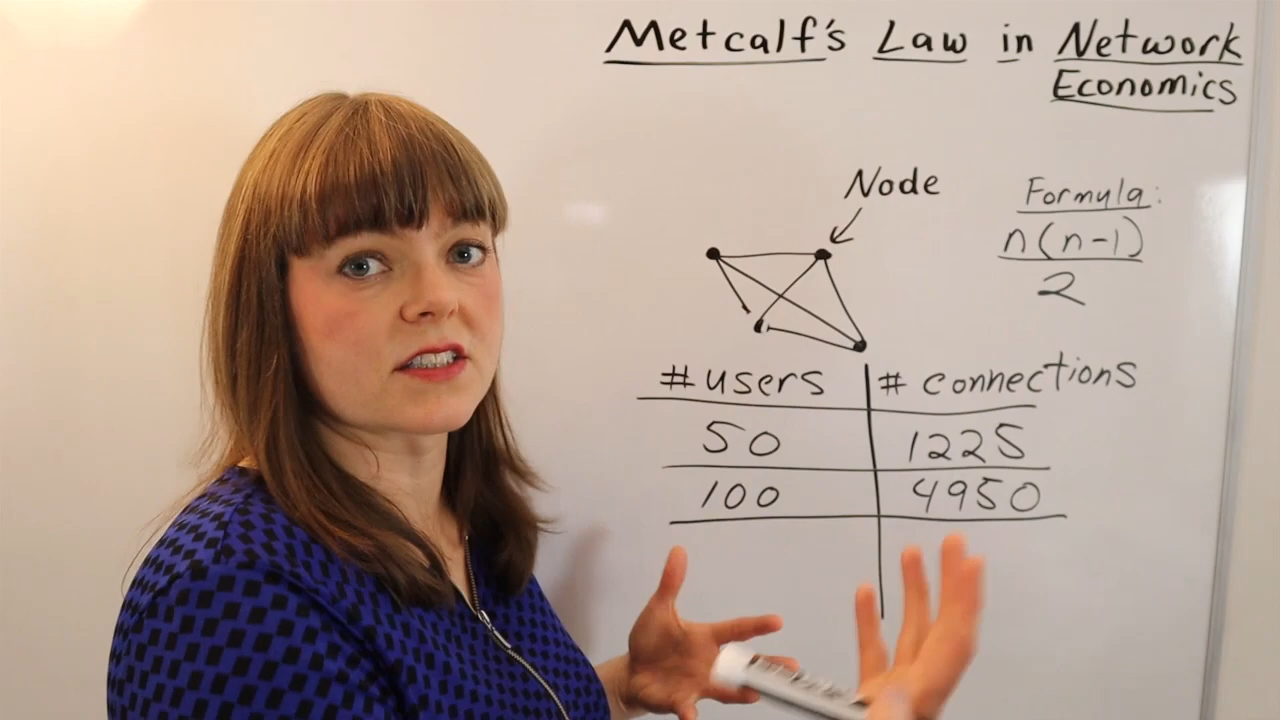 Metcalf's Law in Network
Economics
Node
Formula:
n(n-1)
2
# users # connections
50 1225
100 4950